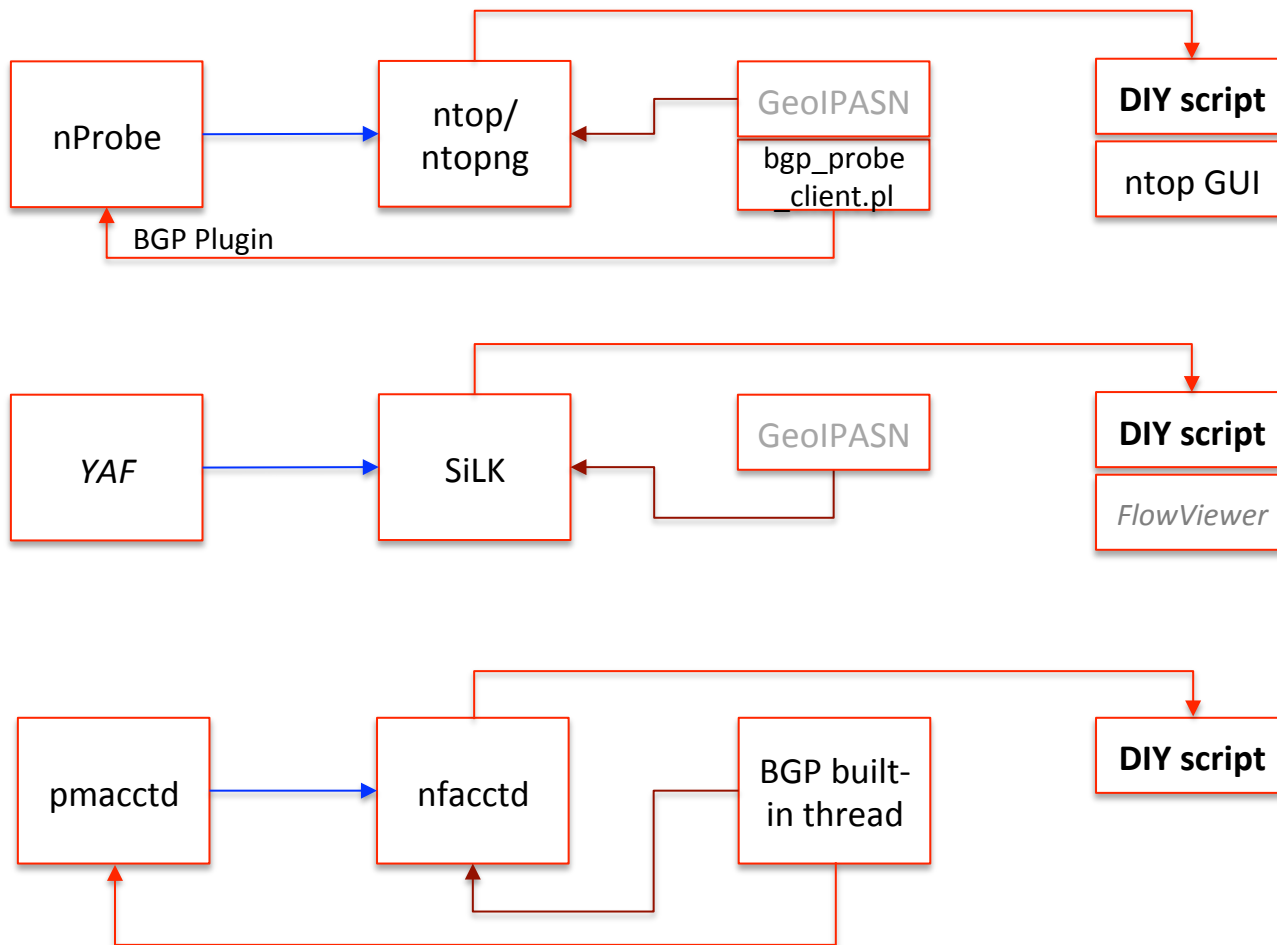 nProbe
ntop/
ntopng
GeoIPASN
bgp_probe
_client.pl
DIY script
ntop GUI
BGP Plugin
YAF
SiLK
GeoIPASN
DIY script
FlowViewer
pmacctd
nfacctd
BGP built-
in thread
DIY script